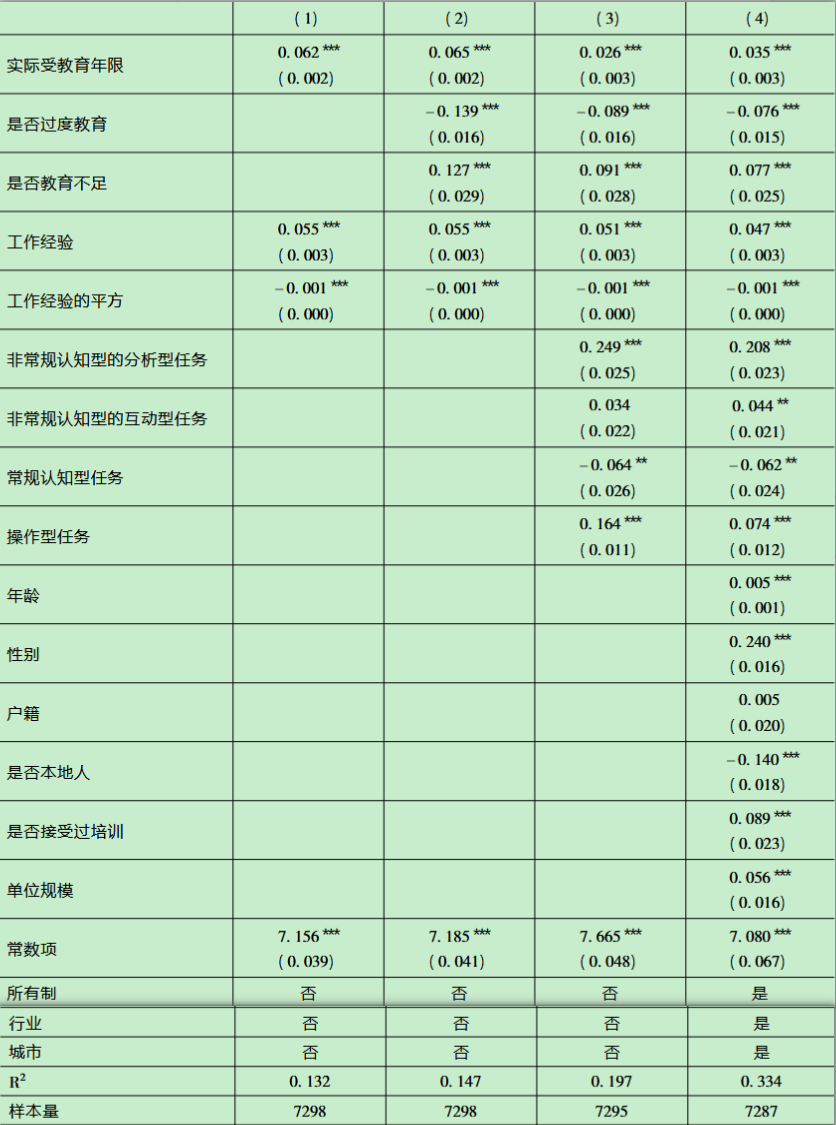 (1) (2) (3) (4)
实际受教育年限 0.062*** 0.065*** 0.026*** 0.035***
(0.002) (0.002) (0.003) (0.003)
是否过度教育 -0.139*** -0.089*** -0.076***
(0.016) (0.016) (0.015)
是否教育不足 0.127*** 0.091*** 0.077***
(0.029) (0.028) (0.025)
工作经验 0.055*** 0.055*** 0.051*** 0.047***
(0.003) (0.003) (0.003) (0.003)
工作经验的平方 -0.001*** -0.001*** -0.001*** -0.001***
(0.000) (0.000) (0.000) (0.000)
非常规认知型的分析型任务 0.249*** 0.208***
(0.025) (0.023)
非常规认知型的互动型任务 0.034 0.044**
(0.022) (0.021)
常规认知型任务 -0.064** -0.062**
(0.026) (0.024)
操作型任务 0.164*** 0.074***
(0.011) (0.012)
年龄 0.005***
(0.001)
性别 0.240***
(0.016)
户籍 0.005
(0.020)
是否本地人 -0.140***
(0.018)
是否接受过培训 0.089***
(0.023)
单位规模 0.056***
(0.016)
常数项 7.156*** 7.185*** 7.665*** 7.080***
(0.039) (0.041) (0.048) (0.067)
所有制 否 否 否 是
行业 否 否 否 是
城市 否 否 否 是
R² 0.132 0.147 0.197 0.334
样本量 7298 7298 7295 7287